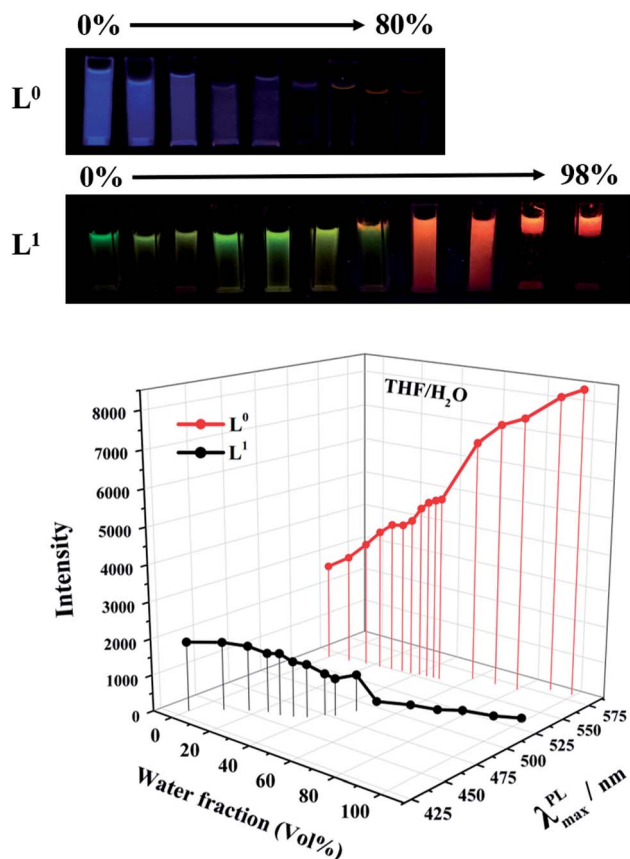 0% 80%
L⁰
0% 98%
L¹
THF/H₂O
L⁰
L¹
8000
7000
6000
5000
4000
3000
2000
1000
0
Intensity
0 20 40 60 80 100
Water fraction (Vol%)
425 450 475 500 525 550 575
λ^PL_max / nm